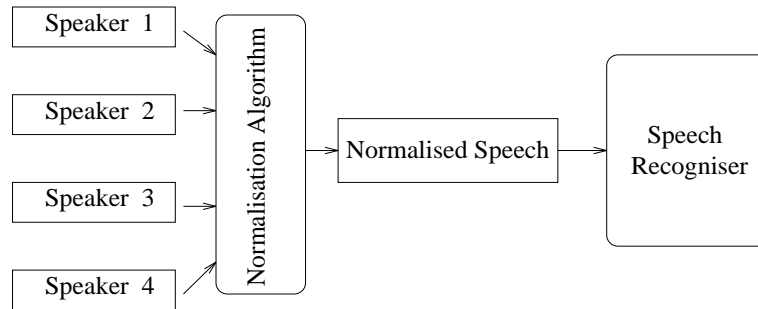 Speaker 1
Speaker 2
Speaker 3
Speaker 4
Normalisation Algorithm
Normalised Speech
Speech
Recogniser